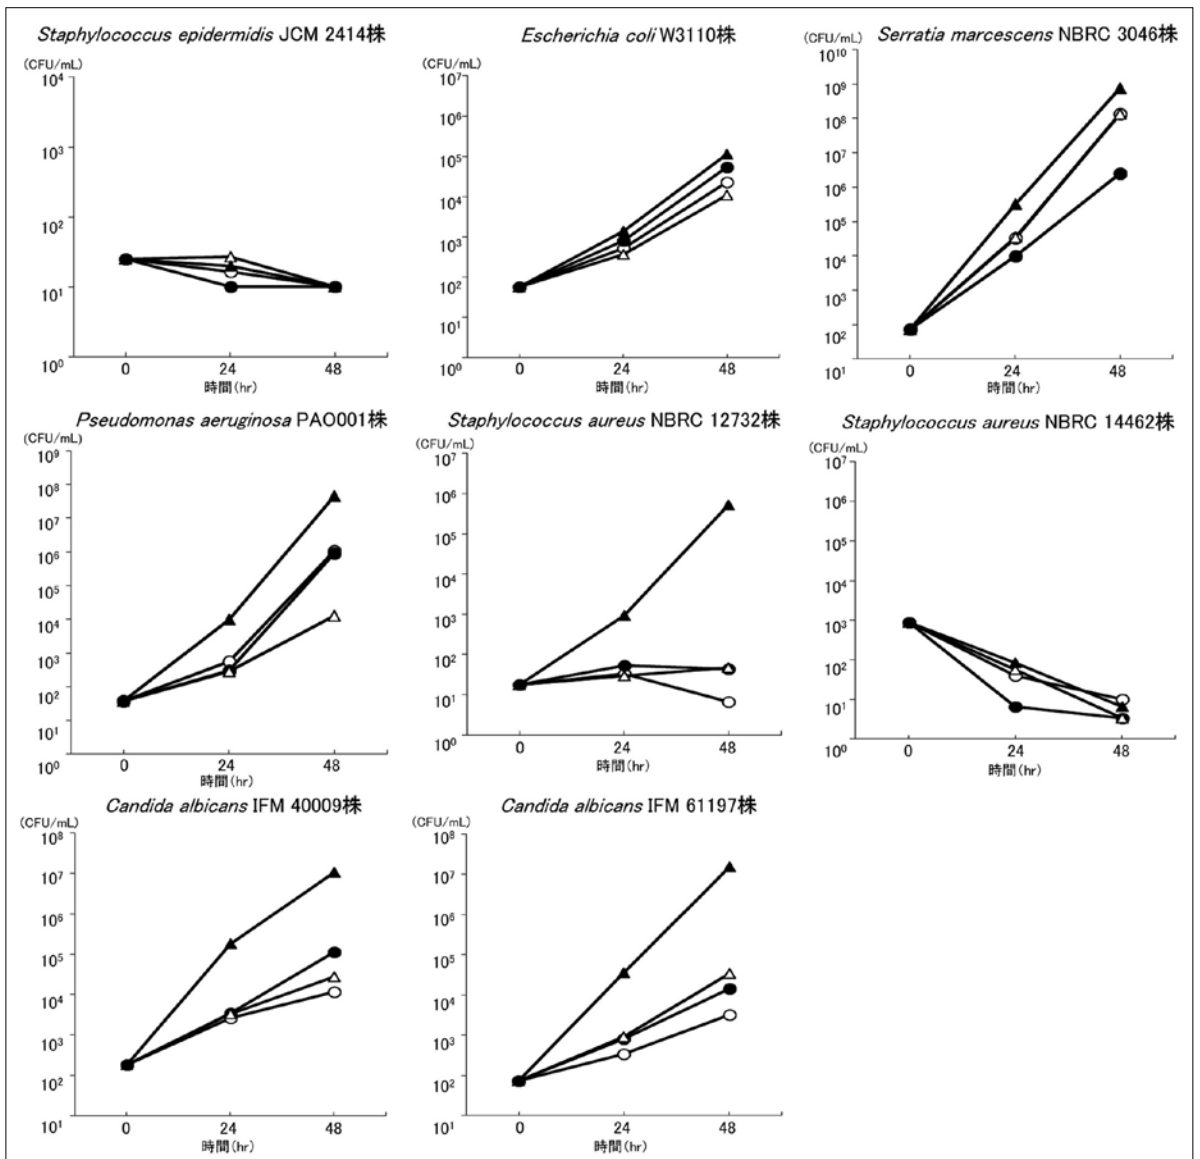 Staphylococcus epidermidis JCM 2414株
(CFU/mL)
10⁴
10³
10²
10¹
10⁰
0 24 48
時間(hr)
Escherichia coli W3110株
(CFU/mL)
10⁷
10⁶
10⁵
10⁴
10³
10²
10¹
10⁰
0 24 48
時間(hr)
Serratia marcescens NBRC 3046株
(CFU/mL)
10¹⁰
10⁹
10⁸
10⁷
10⁶
10⁵
10⁴
10³
10²
10¹
0 24 48
時間(hr)
Pseudomonas aeruginosa PAO001株
(CFU/mL)
10⁹
10⁸
10⁷
10⁶
10⁵
10⁴
10³
10²
10¹
10⁰
0 24 48
時間(hr)
Staphylococcus aureus NBRC 12732株
(CFU/mL)
10⁷
10⁶
10⁵
10⁴
10³
10²
10¹
10⁰
0 24 48
時間(hr)
Staphylococcus aureus NBRC 14462株
(CFU/mL)
10⁷
10⁶
10⁵
10⁴
10³
10²
10¹
10⁰
0 24 48
時間(hr)
Candida albicans IFM 40009株
(CFU/mL)
10⁸
10⁷
10⁶
10⁵
10⁴
10³
10²
10¹
0 24 48
時間(hr)
Candida albicans IFM 61197株
(CFU/mL)
10⁸
10⁷
10⁶
10⁵
10⁴
10³
10²
10¹
0 24 48
時間(hr)